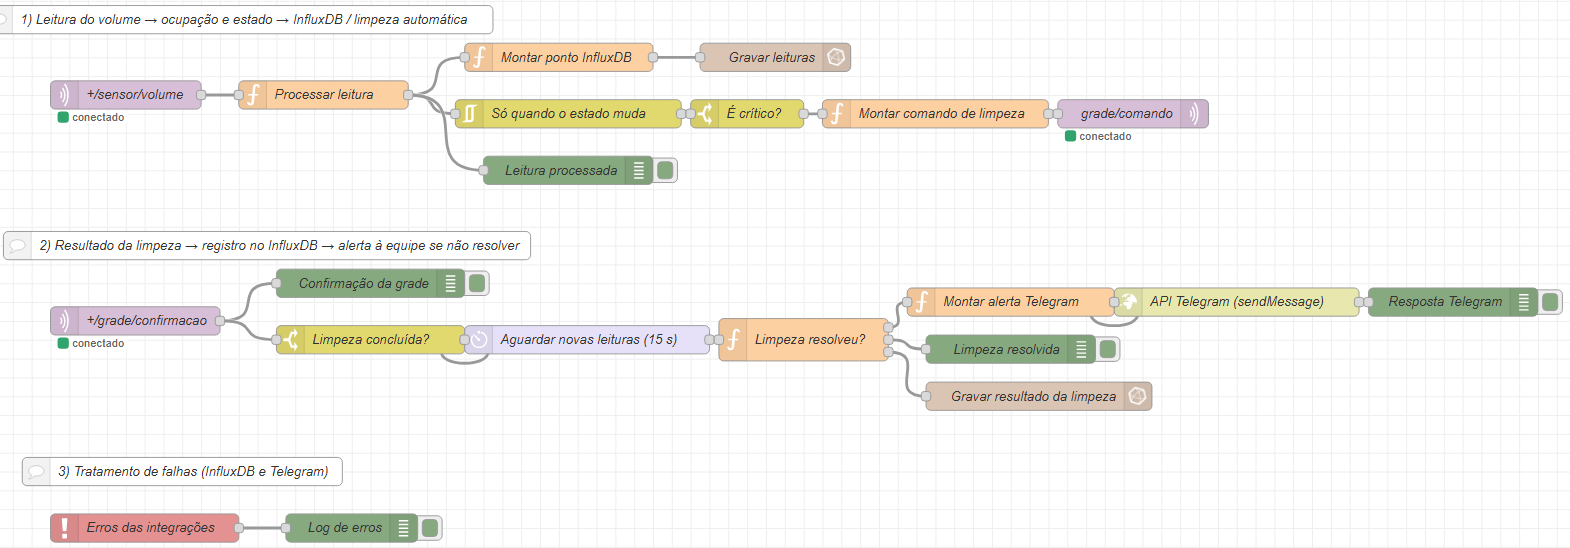 1) Leitura do volume → ocupação e estado → InfluxDB / limpeza automática
Montar ponto InfluxDB
Gravar leituras
+/sensor/volume
Processar leitura
conectado
Só quando o estado muda
É crítico?
Montar comando de limpeza
grade/comando
conectado
Leitura processada
2) Resultado da limpeza → registro no InfluxDB → alerta à equipe se não resolver
Confirmação da grade
+/grade/confirmacao
conectado
Limpeza concluída?
Aguardar novas leituras (15 s)
Limpeza resolveu?
Montar alerta Telegram
API Telegram (sendMessage)
Resposta Telegram
Limpeza resolvida
Gravar resultado da limpeza
3) Tratamento de falhas (InfluxDB e Telegram)
Erros das integrações
Log de erros